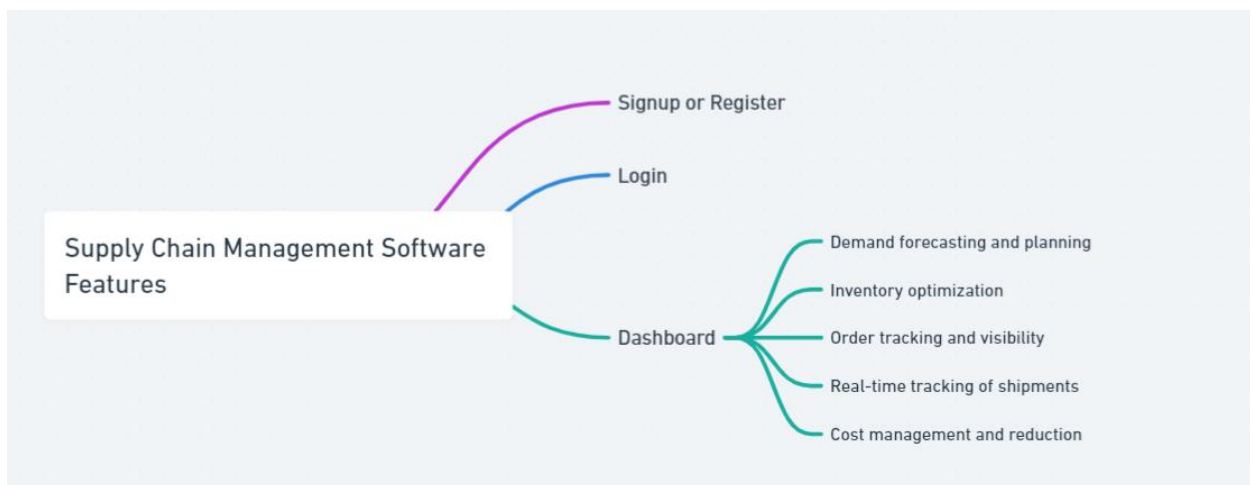 Signup or Register
Login
Supply Chain Management Software
Features
Dashboard
Demand forecasting and planning
Inventory optimization
Order tracking and visibility
Real-time tracking of shipments
Cost management and reduction